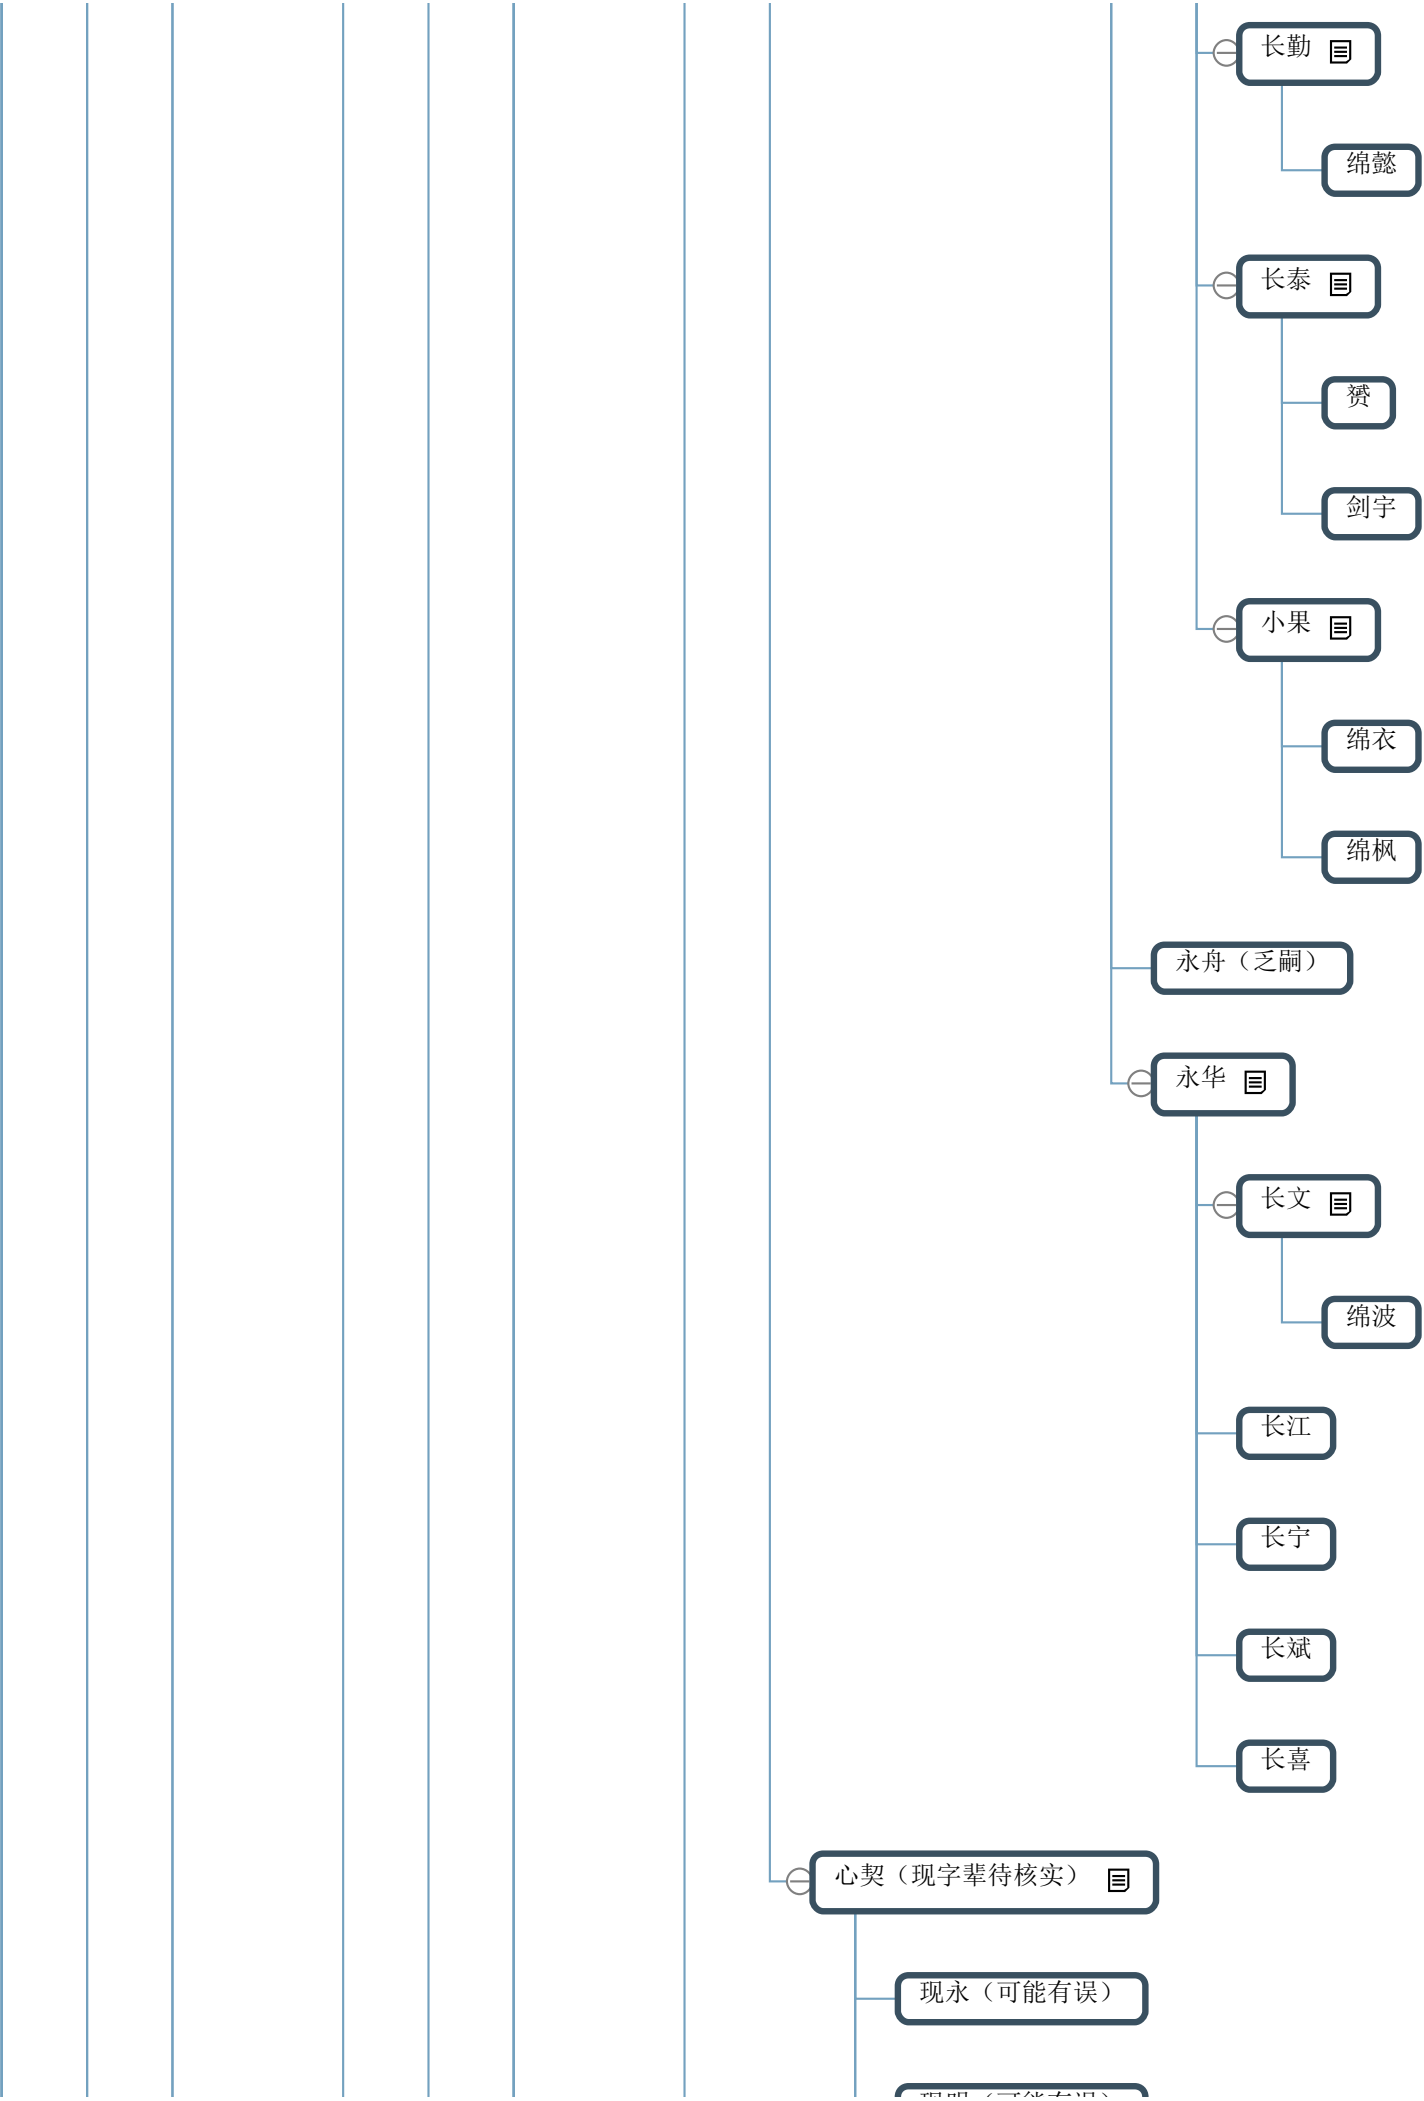 长勤
绵懿
长泰
赟
剑宇
小果
绵衣
绵枫
永舟（乏嗣）
永华
长文
绵波
长江
长宁
长斌
长喜
心契（现字辈待核实）
现永（可能有误）